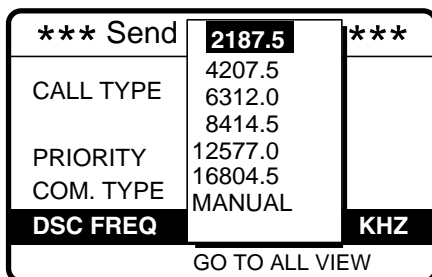 *** Send ***
CALL TYPE
PRIORITY
COM. TYPE
DSC FREQ KHZ
2187.5
4207.5
6312.0
8414.5
12577.0
16804.5
MANUAL
GO TO ALL VIEW